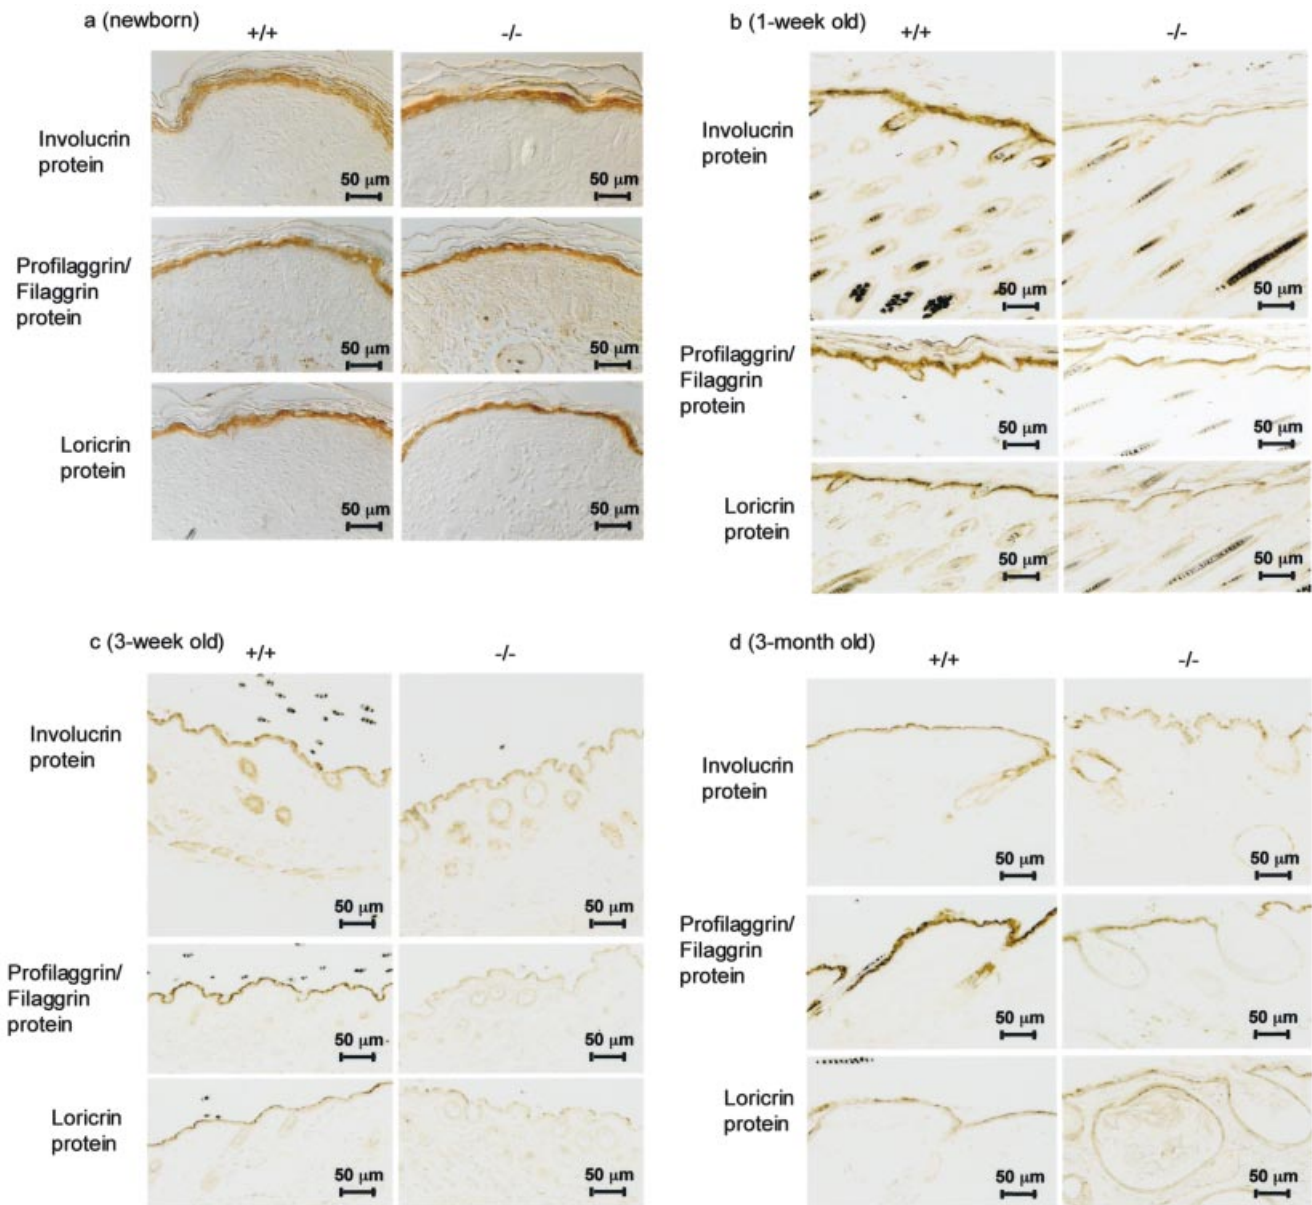 a (newborn)
+/+
-/-
Involucrin
protein
50 µm
50 µm
Profilaggrin/
Filaggrin
protein
50 µm
50 µm
Loricrin
protein
50 µm
50 µm
b (1-week old)
+/+
-/-
Involucrin
protein
50 µm
50 µm
Profilaggrin/
Filaggrin
protein
50 µm
50 µm
Loricrin
protein
50 µm
50 µm
c (3-week old)
+/+
-/-
Involucrin
protein
50 µm
50 µm
Profilaggrin/
Filaggrin
protein
50 µm
50 µm
Loricrin
protein
50 µm
50 µm
d (3-month old)
+/+
-/-
Involucrin
protein
50 µm
50 µm
Profilaggrin/
Filaggrin
protein
50 µm
50 µm
Loricrin
protein
50 µm
50 µm